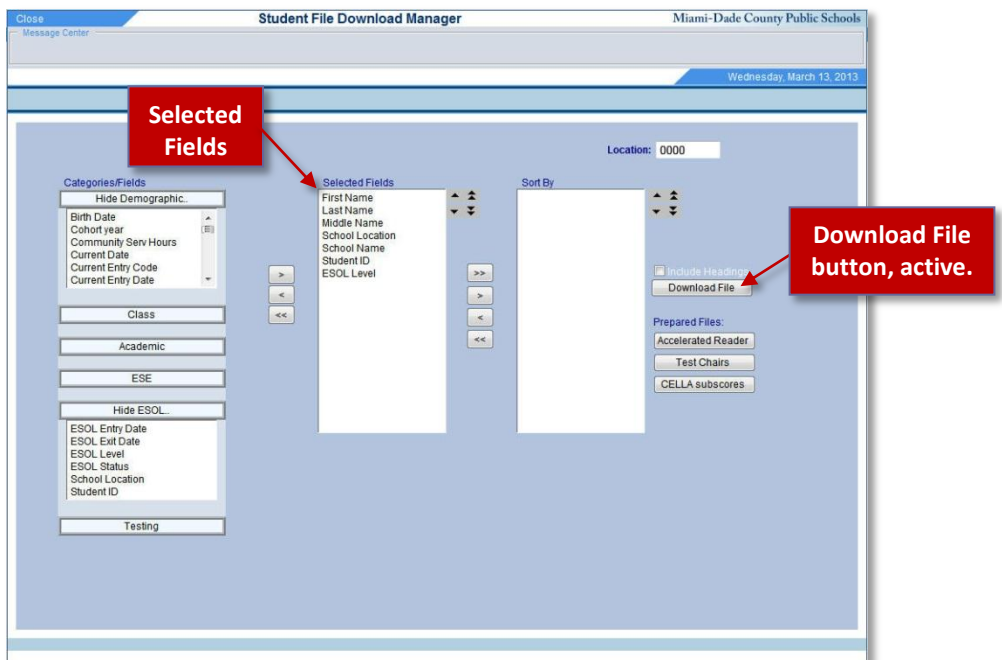 Close
Student File Download Manager
Miami-Dade County Public Schools
Message Center
Wednesday, March 13, 2013
Selected
Fields
Location: 0000
Categories/Fields
Hide Demographic..
Birth Date
Cohort year
Community Serv Hours
Current Date
Current Entry Code
Current Entry Date
Class
Academic
ESE
Hide ESOL..
ESOL Entry Date
ESOL Exit Date
ESOL Level
ESOL Status
School Location
Student ID
Testing
>
<
<<
Selected Fields
First Name
Last Name
Middle Name
School Location
School Name
Student ID
ESOL Level
>>
>
<
<<
Sort By
Download File
button, active.
Include Headings
Download File
Prepared Files:
Accelerated Reader
Test Chairs
CELLA subscores